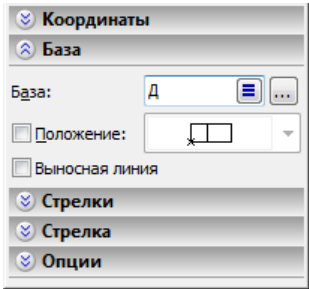 Координаты
База
База: Д ...
Положение:
Выносная линия
Стрелки
Стрелка
Опции